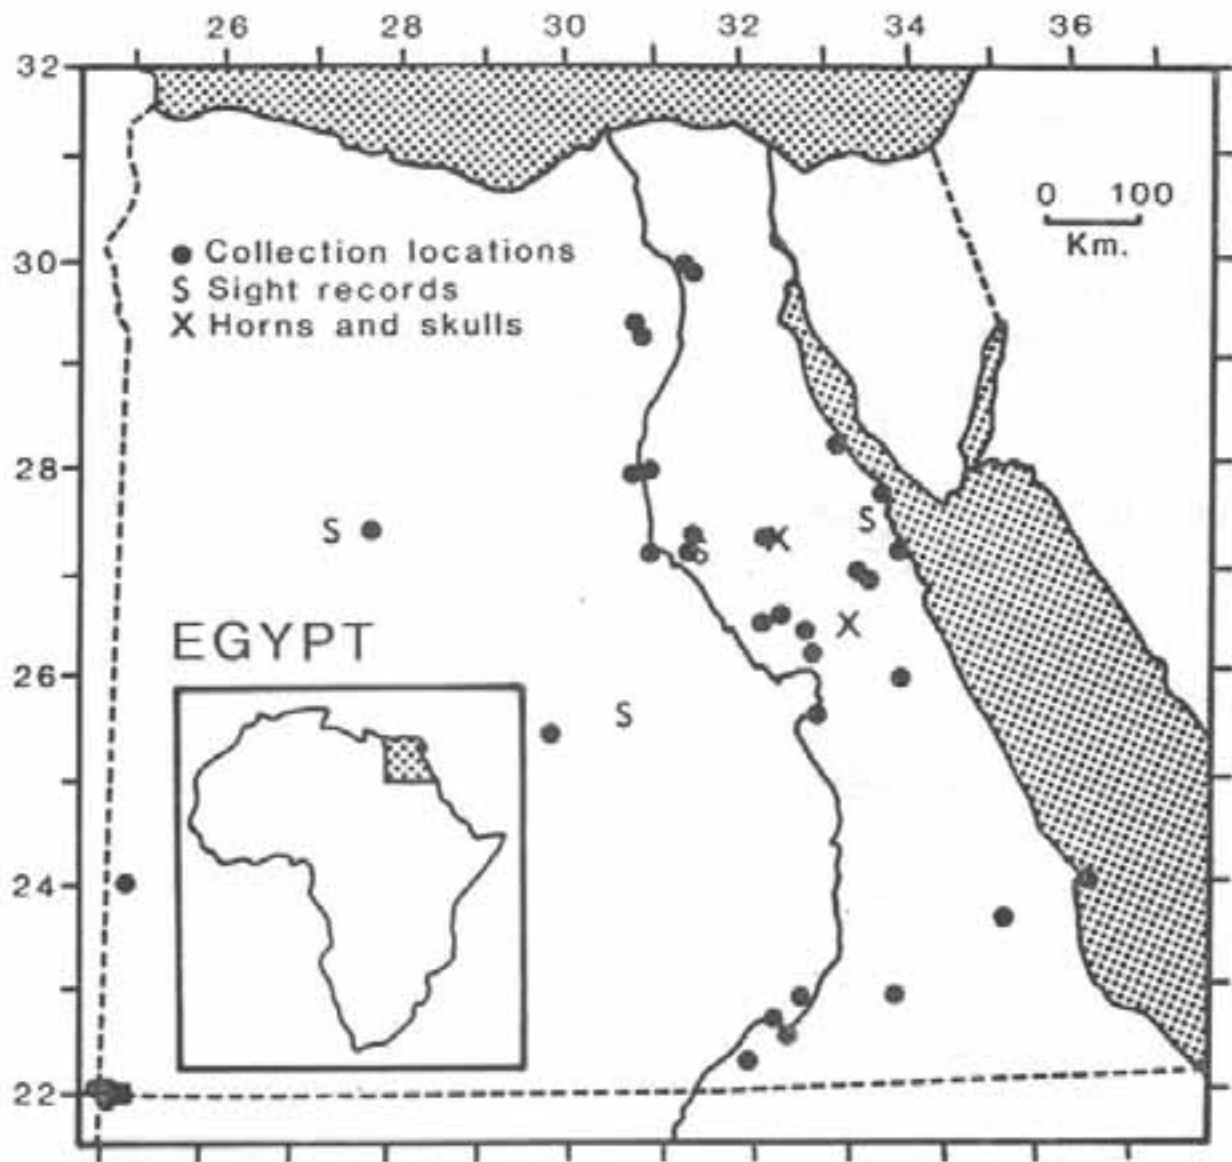 26 28 30 32 34 36
32
0 100
Km.
30
● Collection locations
S Sight records
X Horns and skulls
28
S
X
S
S
EGYPT
X
26
S
24
22